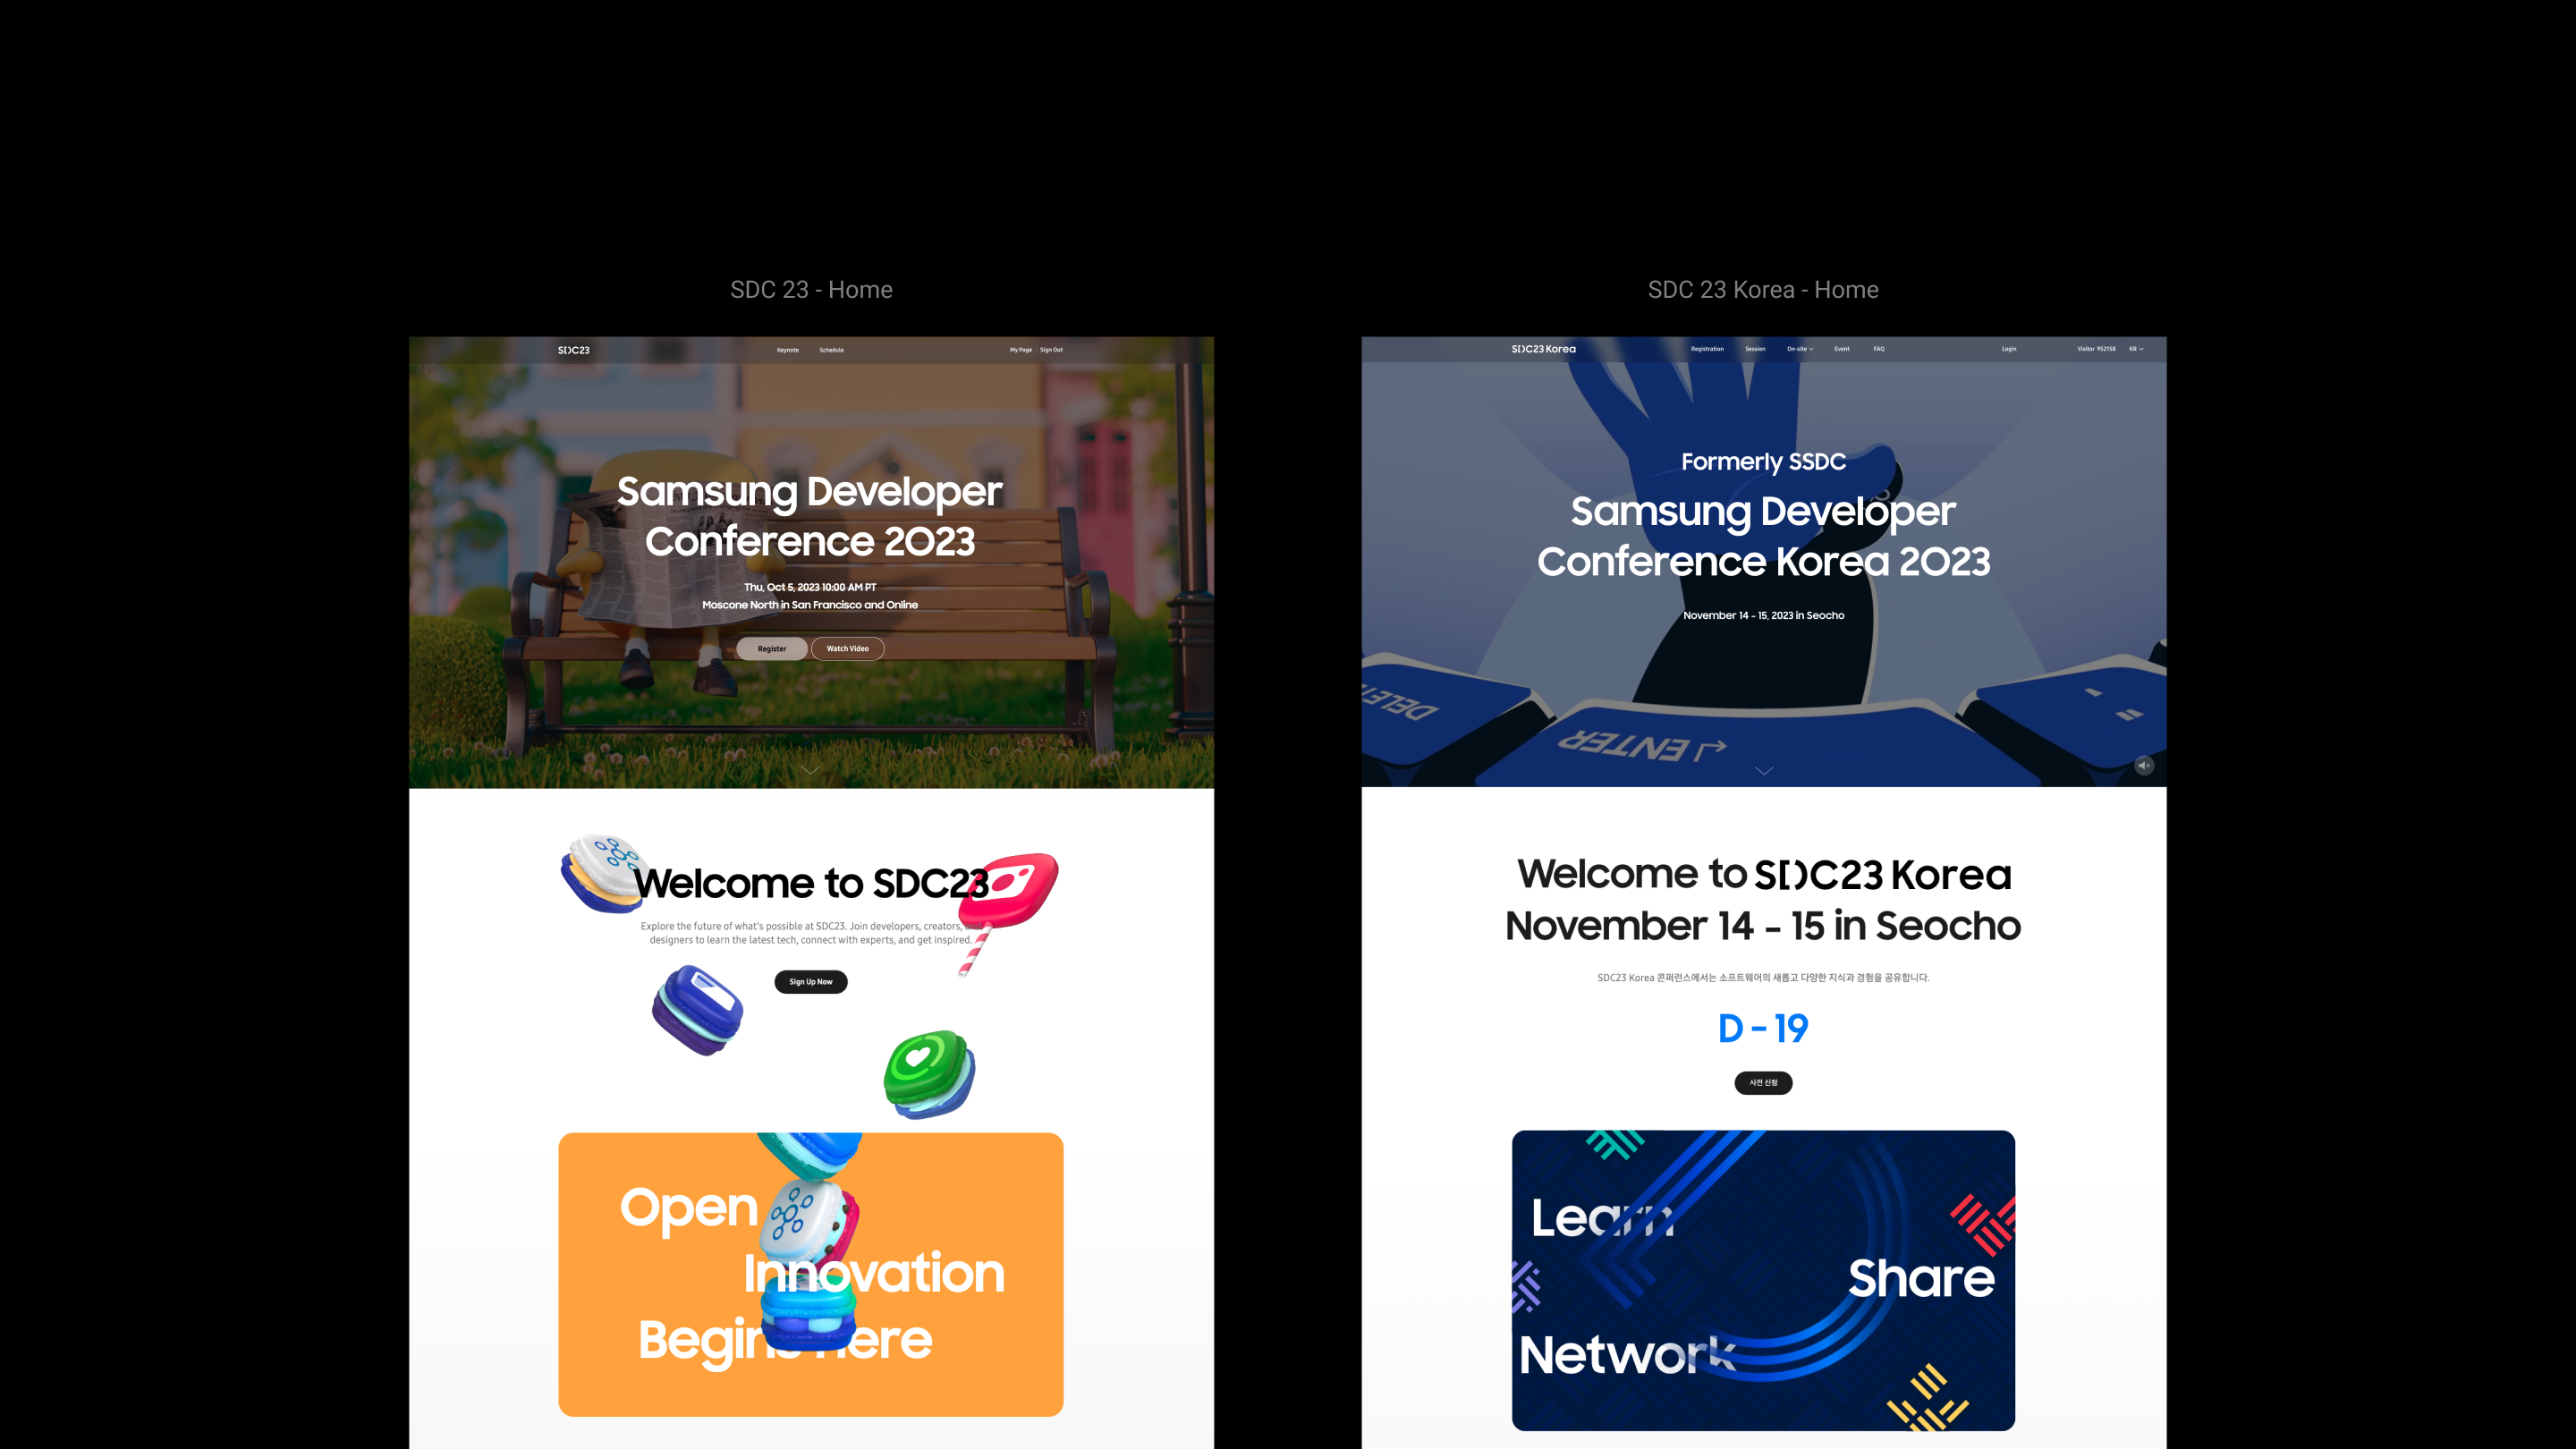 SDC 23 - Home
SDC23
Keynote
Schedule
My Page
Sign Out
Samsung Developer
Conference 2023
Thu, Oct 5, 2023 10:00 AM PT
Moscone North in San Francisco and Online
Register
Watch Video
Welcome to SDC23
Explore the future of what's possible at SDC23. Join developers, creators, and
designers to learn the latest tech, connect with experts, and get inspired.
Sign Up Now
Open
Innovation
Begins Here
SDC 23 Korea - Home
SDC23 Korea
Registration
Session
On-site
Event
FAQ
Login
Visitor 952158
KR
Formerly SSDC
Samsung Developer
Conference Korea 2023
November 14 - 15, 2023 in Seocho
DELETE
ENTER
Welcome to SDC23 Korea
November 14 - 15 in Seocho
SDC23 Korea 콘퍼런스에서는 소프트웨어의 새롭고 다양한 지식과 경험을 공유합니다.
D - 19
사전 신청
Learn
Share
Network